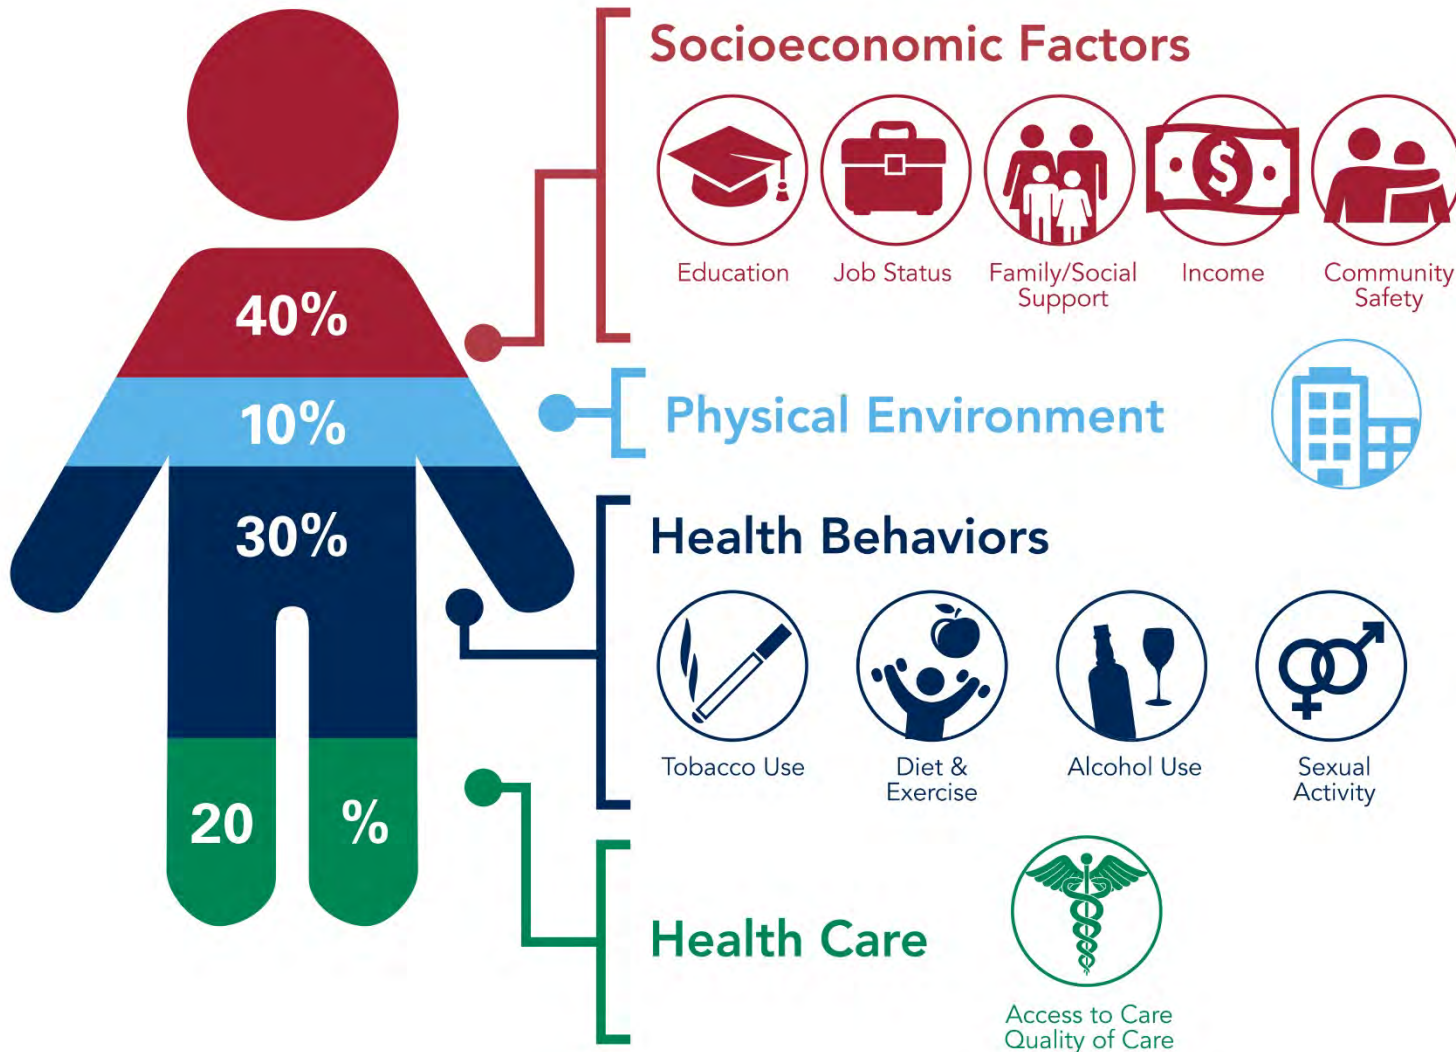 Socioeconomic Factors
$
Education
Job Status
Family/Social
Support
Income
Community
Safety
40%
10%
Physical Environment
30%
Health Behaviors
Tobacco Use
Diet &
Exercise
Alcohol Use
Sexual
Activity
20 %
Health Care
Access to Care
Quality of Care